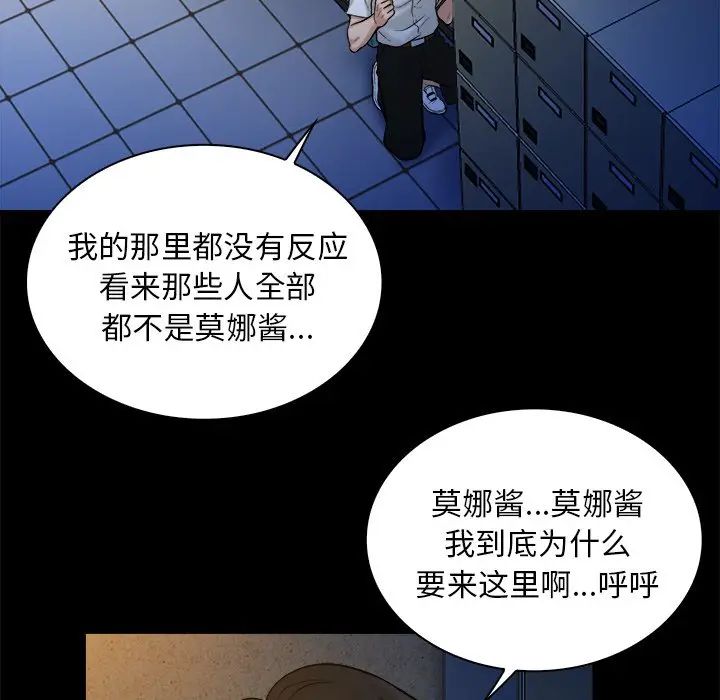 我的那里都没有反应
看来那些人全部
都不是莫娜酱...
莫娜酱...莫娜酱
我到底为什么
要来这里啊...呼呼